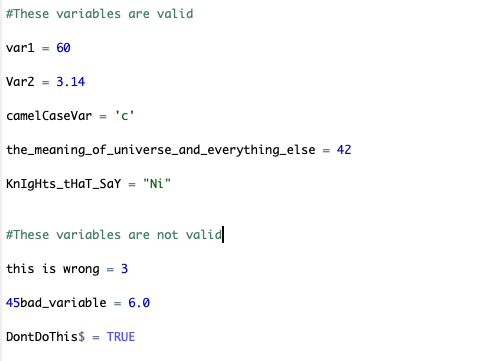 #These variables are valid
var1 = 60
Var2 = 3.14
camelCaseVar = 'c'
the_meaning_of_universe_and_everything_else = 42
KnIgHts_tHaT_SaY = "Ni"
#These variables are not valid
this is wrong = 3
45bad_variable = 6.0
DontDoThis$ = TRUE